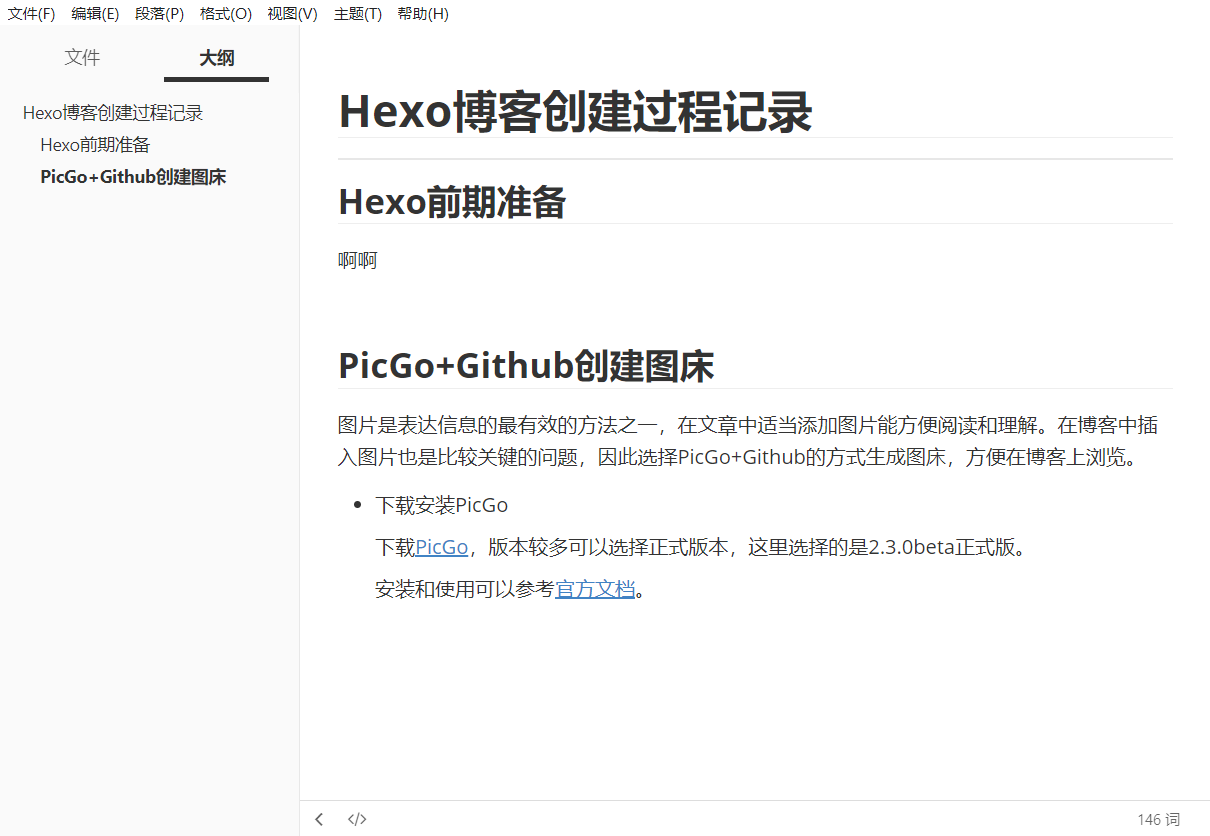 文件(F) 编辑(E) 段落(P) 格式(O) 视图(V) 主题(T) 帮助(H)
文件 大纲
Hexo博客创建过程记录
Hexo前期准备
PicGo+Github创建图床
Hexo博客创建过程记录
Hexo前期准备
啊啊
PicGo+Github创建图床
图片是表达信息的最有效的方法之一，在文章中适当添加图片能方便阅读和理解。在博客中插
入图片也是比较关键的问题，因此选择PicGo+Github的方式生成图床，方便在博客上浏览。
• 下载安装PicGo
下载PicGo，版本较多可以选择正式版本，这里选择的是2.3.0beta正式版。
安装和使用可以参考官方文档。
146 词